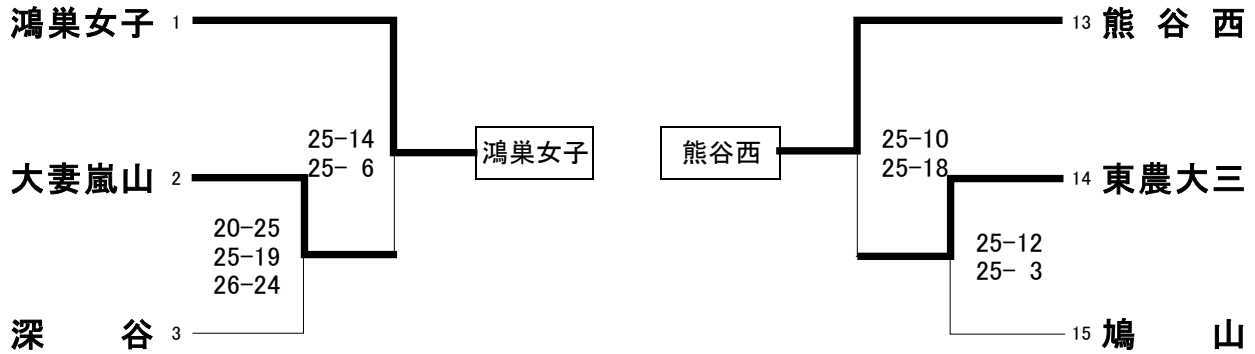 鴻巣女子 1
25-14
25- 6
鴻巣女子
大妻嵐山 2
20-25
25-19
26-24
深 谷 3
13 熊 谷 西
25-10
25-18
熊谷西
14 東農大三
25-12
25- 3
15 鳩 山